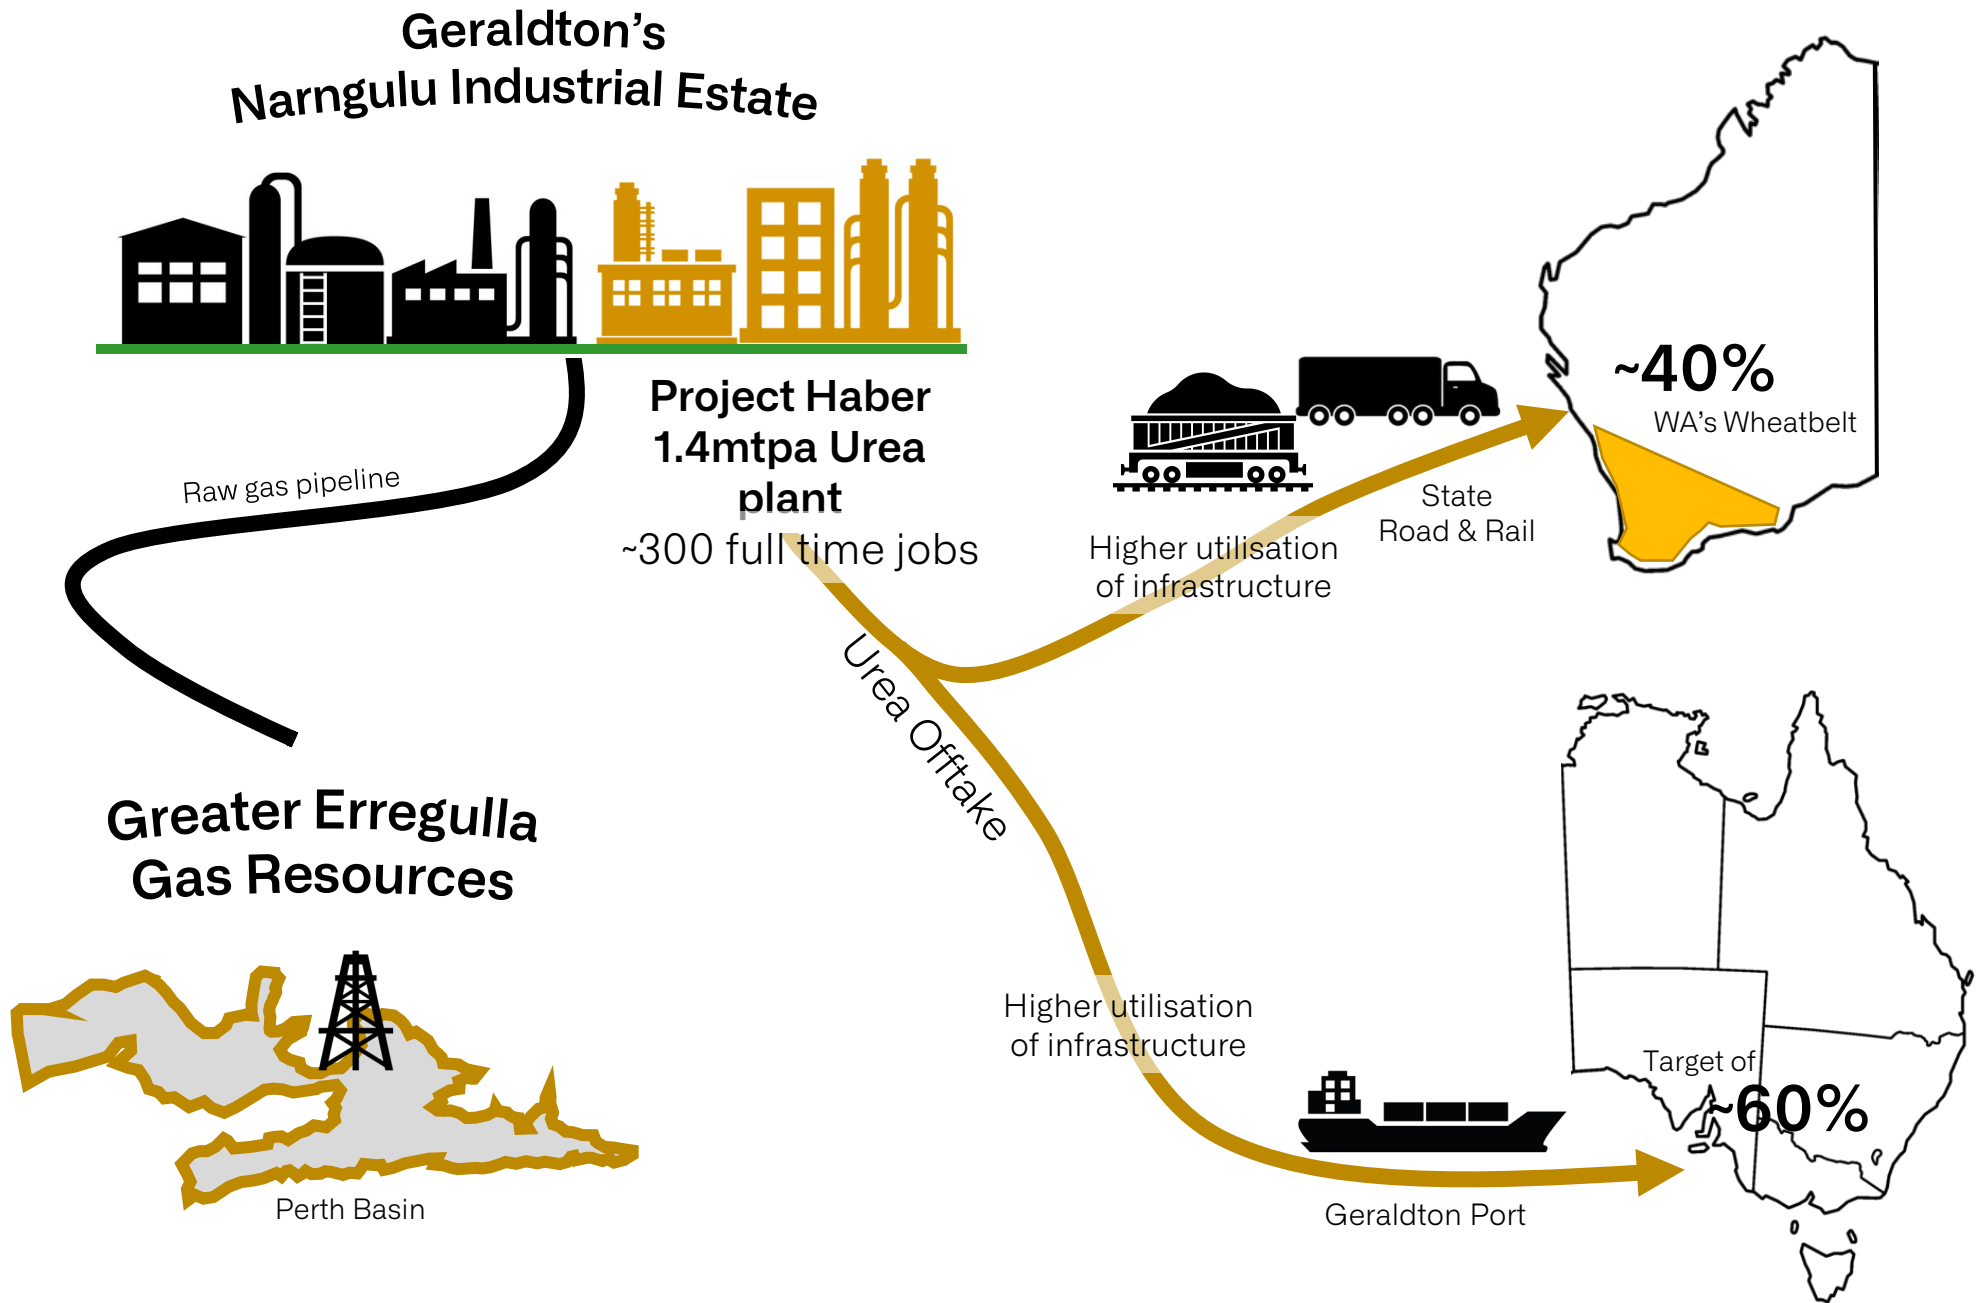 Geraldton’s
Narngulu Industrial Estate
Project Haber
1.4mtpa Urea
plant
~300 full time jobs
Raw gas pipeline
Greater Erregulla
Gas Resources
Perth Basin
Urea Offtake
Higher utilisation
of infrastructure
State
Road & Rail
~40%
WA’s Wheatbelt
Higher utilisation
of infrastructure
Geraldton Port
Target of
~60%